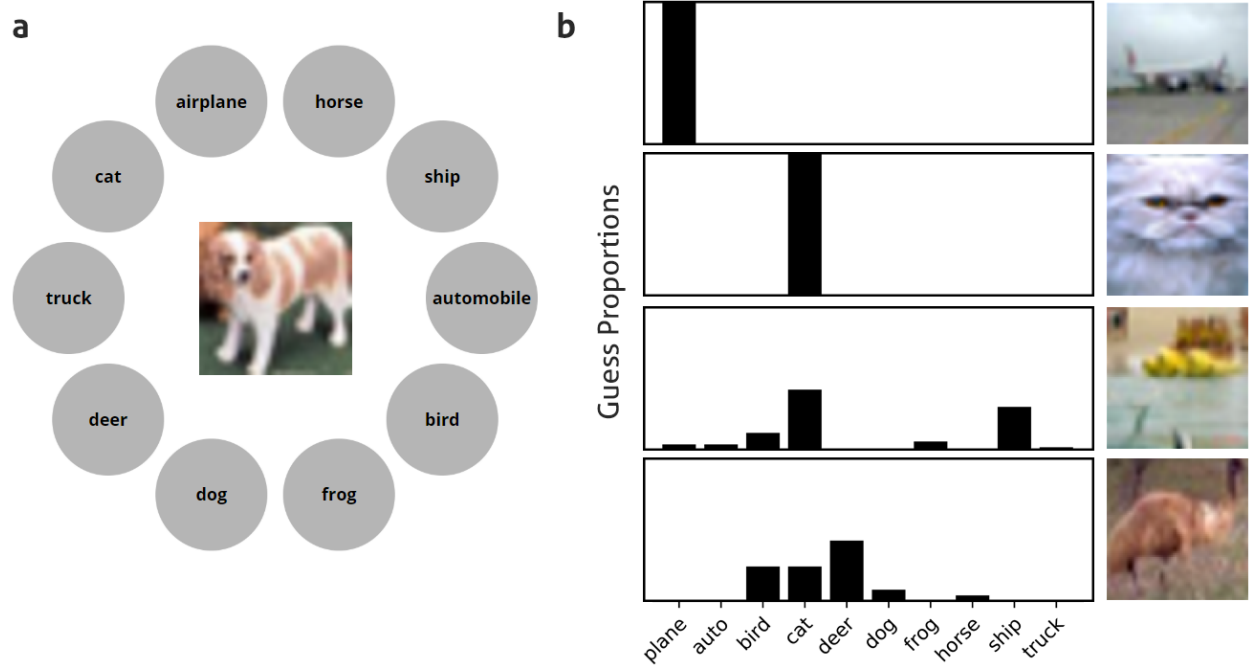 a
airplane
horse
cat
ship
truck
automobile
deer
bird
dog
frog
b
Guess Proportions
plane
auto
bird
cat
deer
dog
frog
horse
ship
truck